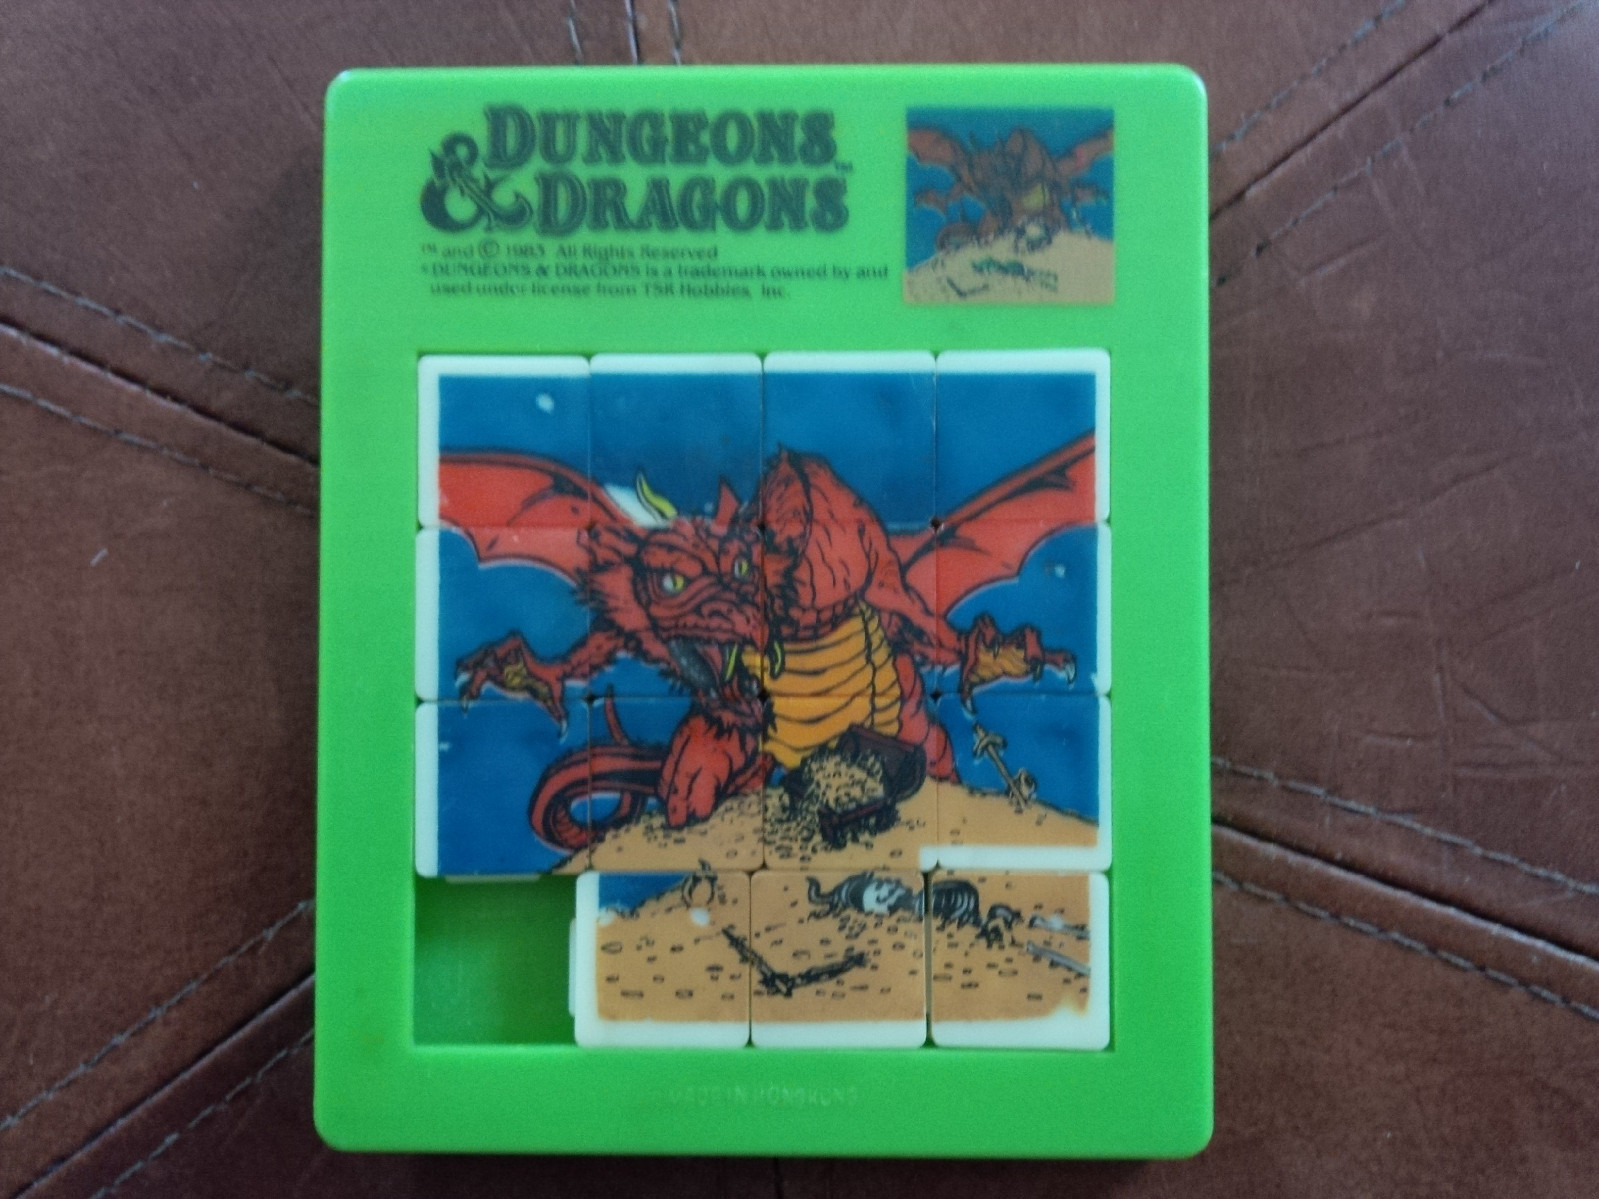 DUNGEONS™
& DRAGONS
™ and © 1983 All Rights Reserved
*DUNGEONS & DRAGONS is a trademark owned by and
used under license from TSR Hobbies, Inc.
MADE IN HONGKONG